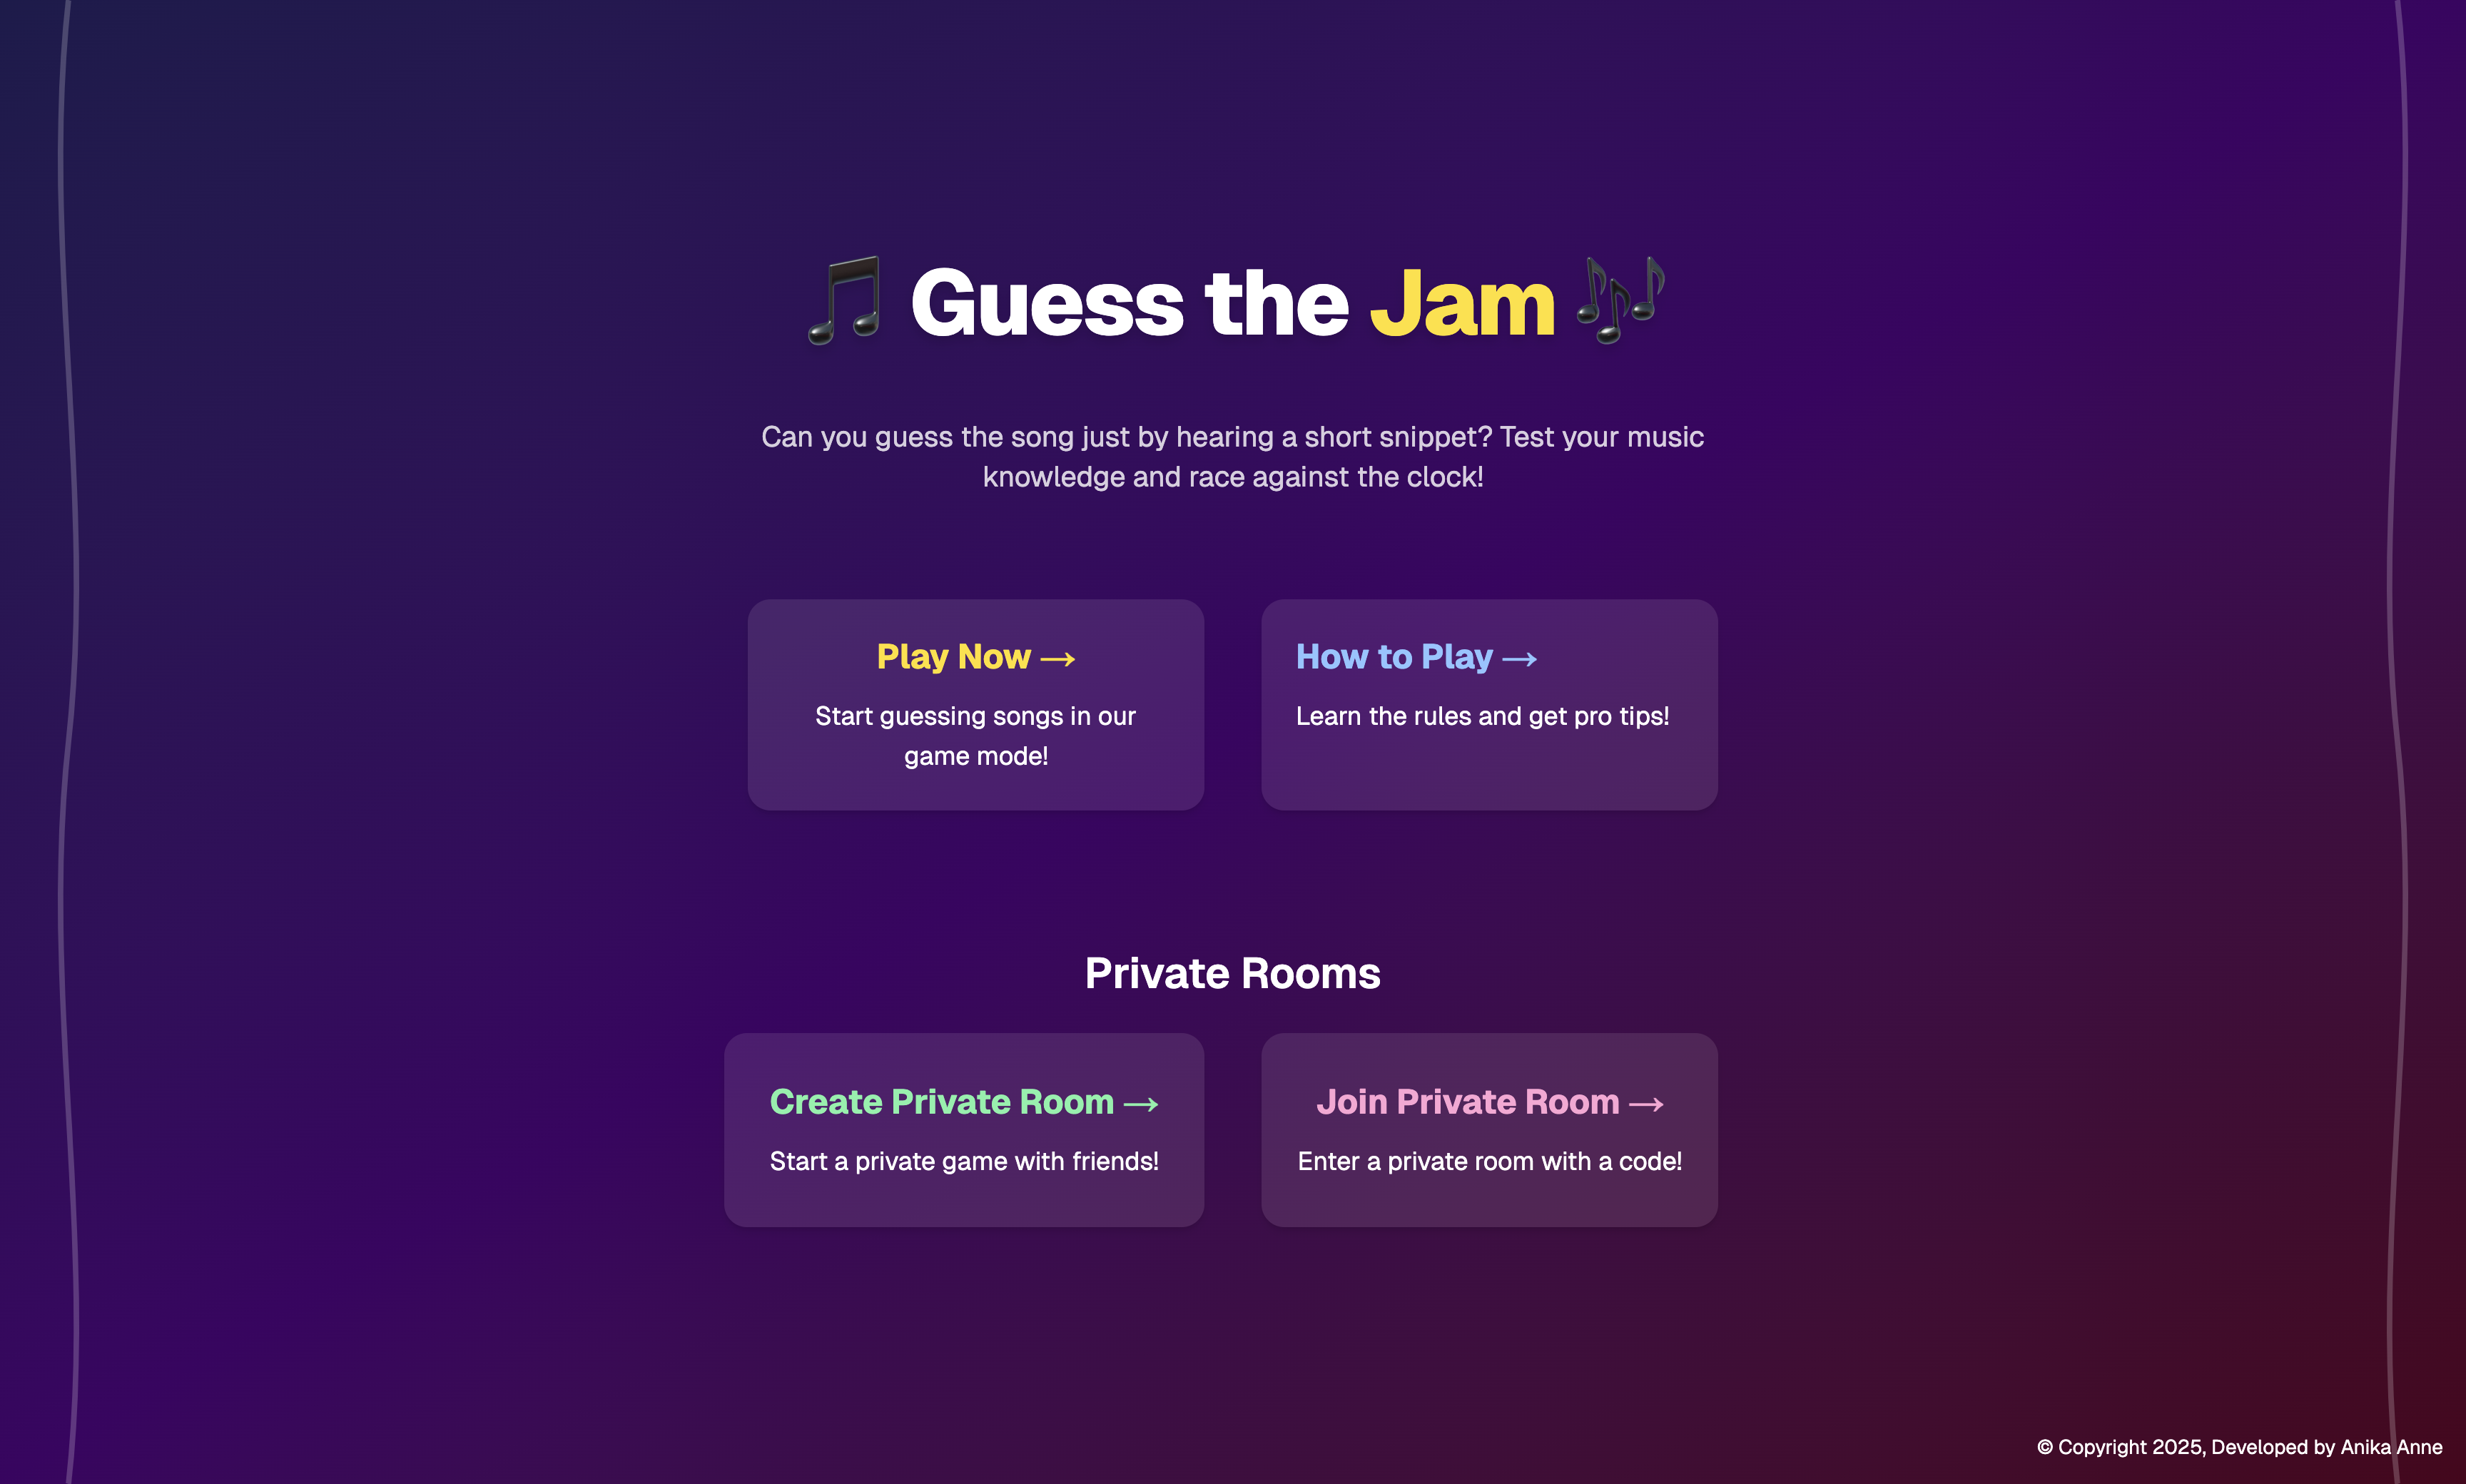 🎵 Guess the Jam 🎶
Can you guess the song just by hearing a short snippet? Test your music
knowledge and race against the clock!
Play Now →
Start guessing songs in our
game mode!
How to Play →
Learn the rules and get pro tips!
Private Rooms
Create Private Room →
Start a private game with friends!
Join Private Room →
Enter a private room with a code!
© Copyright 2025, Developed by Anika Anne